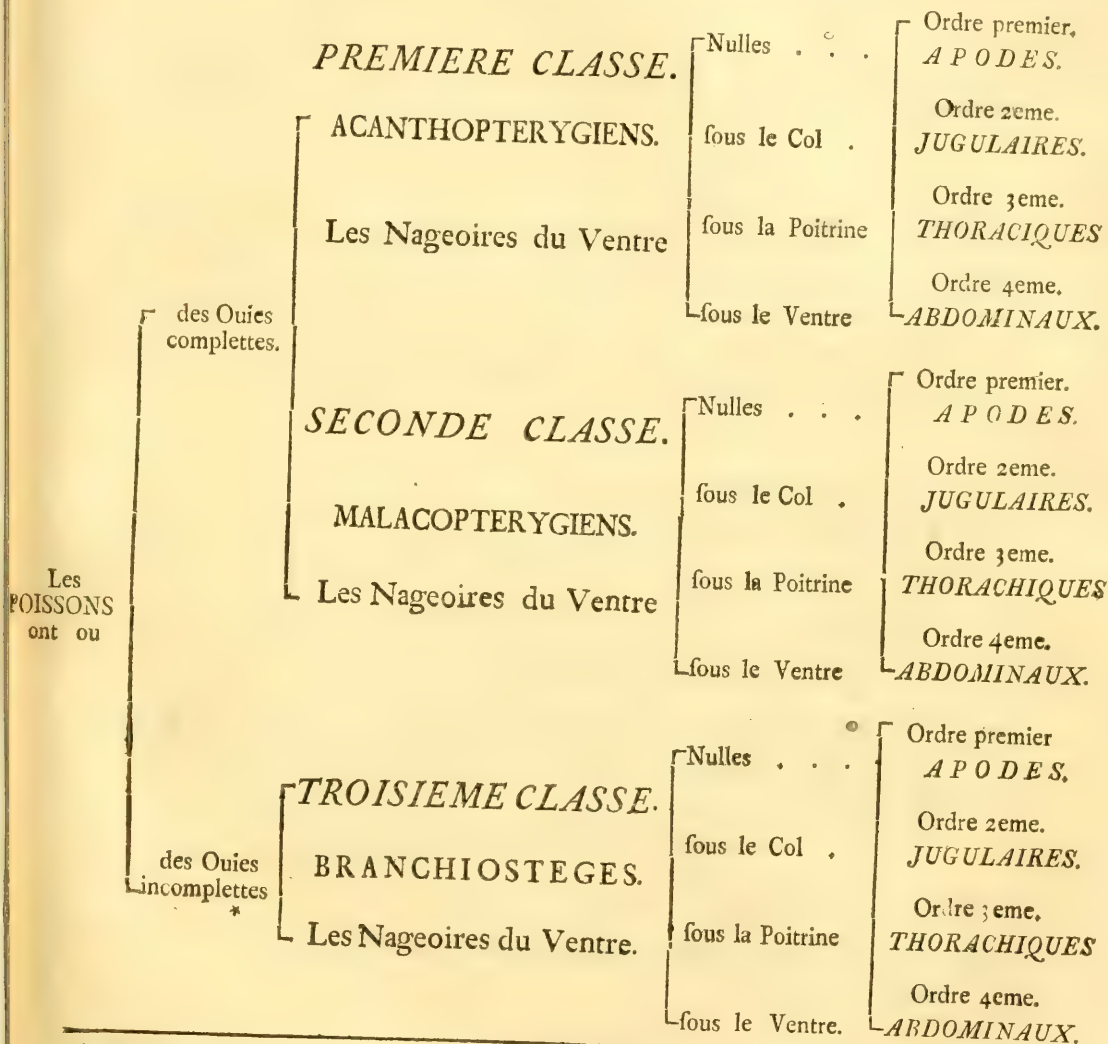 Les
POISSONS
ont ou
des Ouies
complettes.
PREMIERE CLASSE.
ACANTHOPTERYGIENS.
Les Nageoires du Ventre
Nulles . . .
Ordre premier.
APODES.
ſous le Col .
Ordre 2eme.
JUGULAIRES.
ſous la Poitrine
Ordre 3eme.
THORACIQUES
ſous le Ventre
Ordre 4eme.
ABDOMINAUX.
SECONDE CLASSE.
MALACOPTERYGIENS.
Les Nageoires du Ventre
Nulles . . .
Ordre premier.
APODES.
ſous le Col .
Ordre 2eme.
JUGULAIRES.
ſous la Poitrine
Ordre 3eme.
THORACHIQUES
ſous le Ventre
Ordre 4eme.
ABDOMINAUX.
des Ouies
incomplettes
*
TROISIEME CLASSE.
BRANCHIOSTEGES.
Les Nageoires du Ventre.
Nulles . . .
Ordre premier
APODES.
ſous le Col .
Ordre 2eme.
JUGULAIRES.
ſous la Poitrine
Ordre 3eme.
THORACHIQUES
ſous le Ventre.
Ordre 4eme.
ABDOMINAUX.